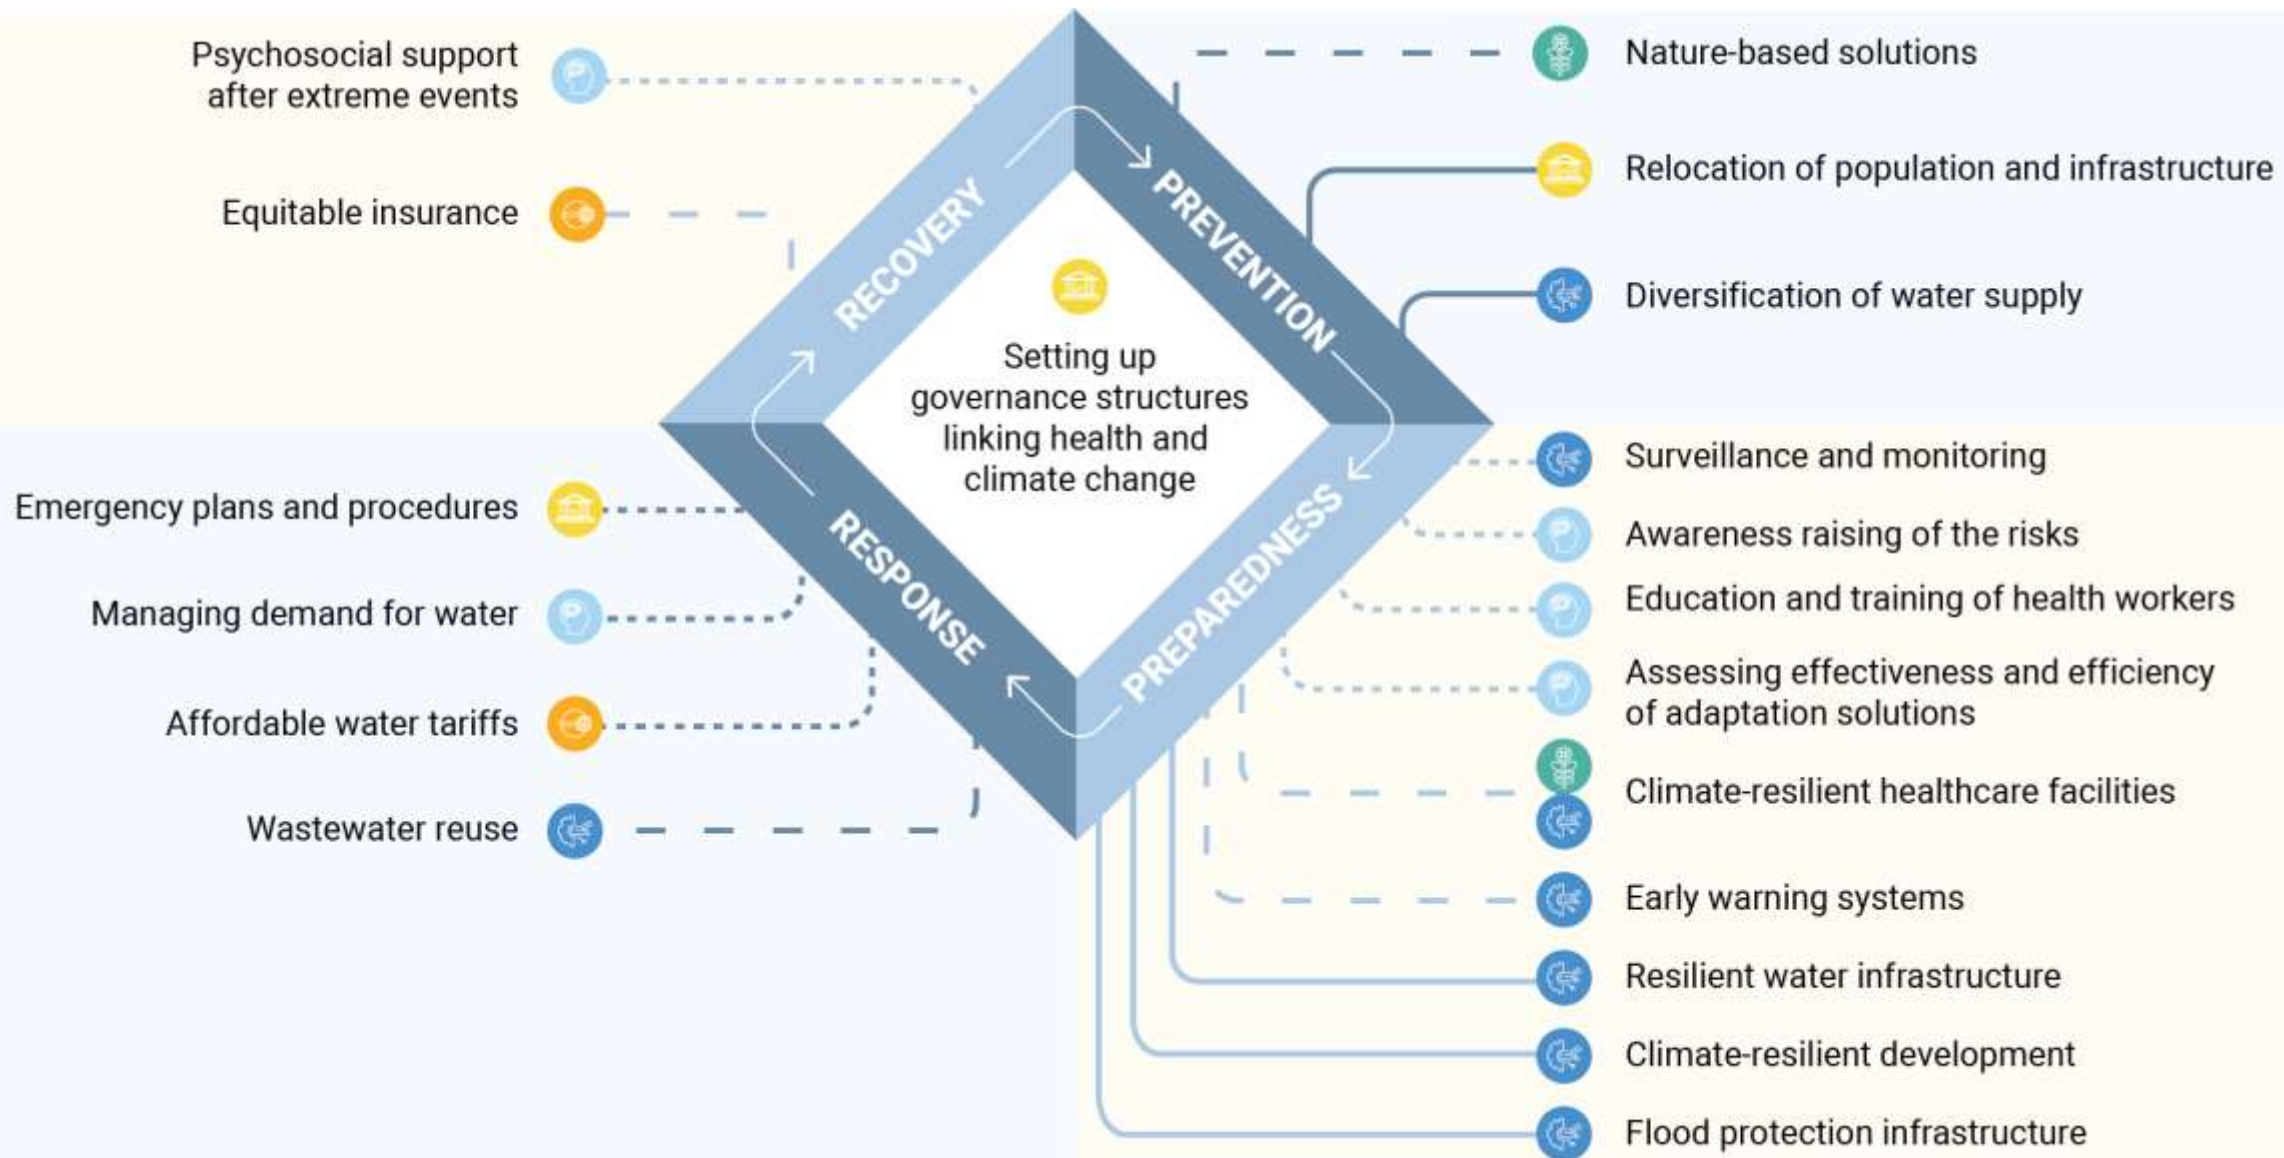 Psychosocial support
after extreme events
Equitable insurance
RECOVERY
PREVENTION
Nature-based solutions
Relocation of population and infrastructure
Diversification of water supply
Setting up
governance structures
linking health and
climate change
Emergency plans and procedures
Managing demand for water
Affordable water tariffs
Wastewater reuse
RESPONSE
PREPAREDNESS
Surveillance and monitoring
Awareness raising of the risks
Education and training of health workers
Assessing effectiveness and efficiency
of adaptation solutions
Climate-resilient healthcare facilities
Early warning systems
Resilient water infrastructure
Climate-resilient development
Flood protection infrastructure